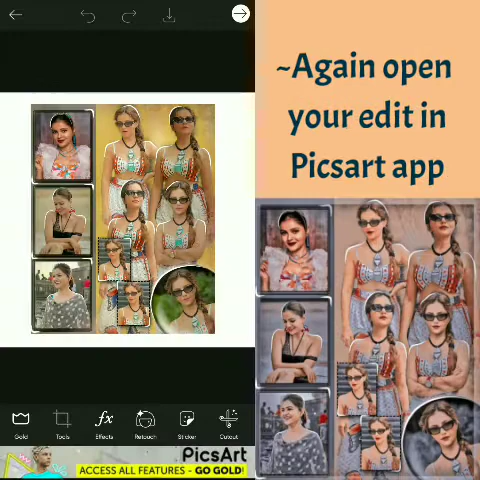 ~Again open
your edit in
Picsart app
Gold
Tools
fx
Effects
Retouch
Sticker
Cutout
PicsArt
ACCESS ALL FEATURES - GO GOLD!